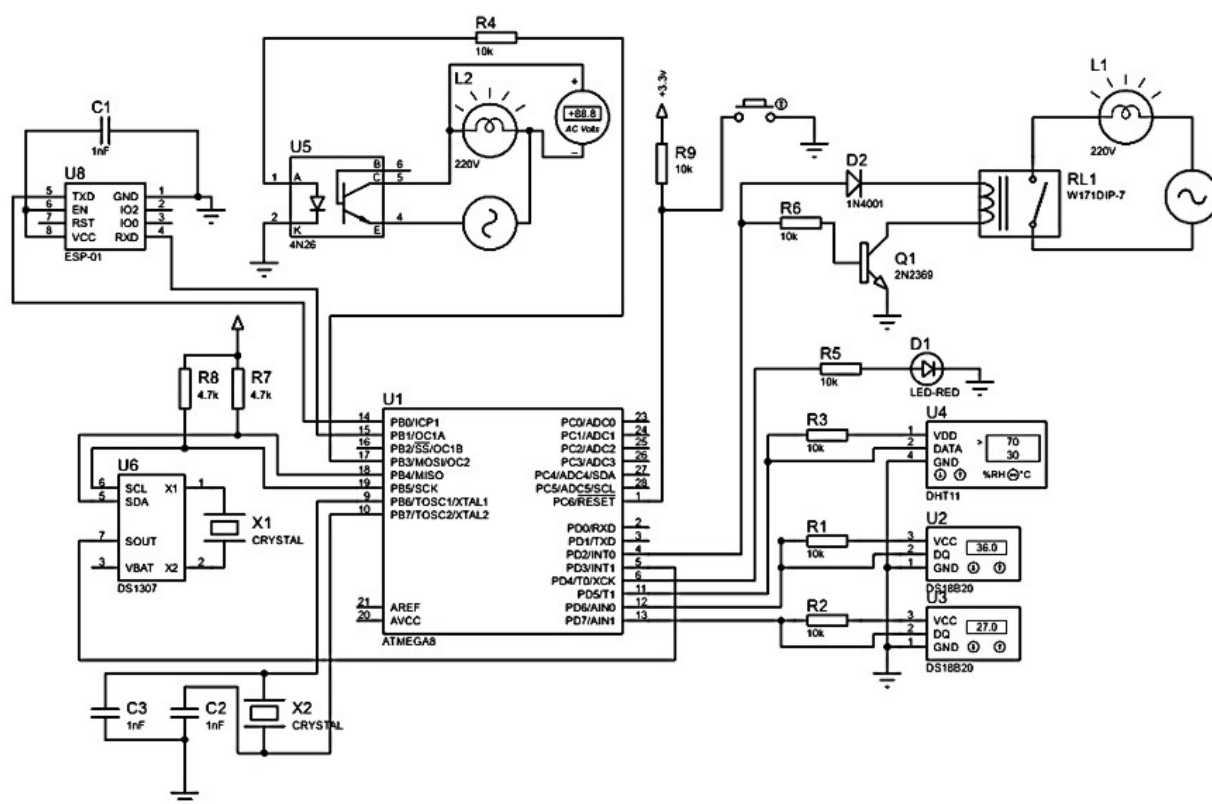 R4
10k
C1
1nF
U8
5 TXD GND 1
6 EN IO2 2
7 RST IO0 3
8 VCC RXD 4
ESP-01
U5
1 A
2 K
B 6
C 5
E 4
4N26
L2
220V
+
+88.8
AC Volts
−
+3.3v
R9
10k
D2
1N4001
R6
10k
Q1
2N2369
RL1
W171DIP-7
L1
220V
R8
4.7k
R7
4.7k
U6
6 SCL X1 1
5 SDA
7 SOUT
3 VBAT X2 2
DS1307
X1
CRYSTAL
U1
14 PB0/ICP1
15 PB1/OC1A
16 PB2/SS/OC1B
17 PB3/MOSI/OC2
18 PB4/MISO
19 PB5/SCK
9 PB6/TOSC1/XTAL1
10 PB7/TOSC2/XTAL2
21 AREF
20 AVCC
PC0/ADC0 23
PC1/ADC1 24
PC2/ADC2 25
PC3/ADC3 26
PC4/ADC4/SDA 27
PC5/ADC5/SCL 28
PC6/RESET 1
PD0/RXD 2
PD1/TXD 3
PD2/INT0 4
PD3/INT1 5
PD4/T0/XCK 6
PD5/T1 11
PD6/AIN0 12
PD7/AIN1 13
ATMEGA8
R5
10k
D1
LED-RED
R3
10k
U4
1 VDD
2 DATA
4 GND
> 70
30
%RH °C
DHT11
R1
10k
U2
3 VCC
2 DQ
1 GND
36.0
DS18B20
R2
10k
U3
3 VCC
2 DQ
1 GND
27.0
DS18B20
C3
1nF
C2
1nF
X2
CRYSTAL